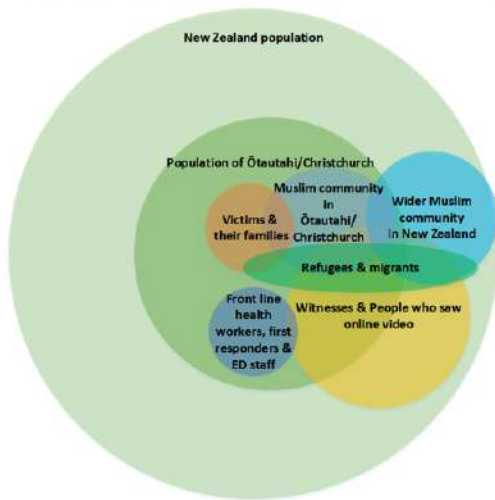 New Zealand population
Population of Ōtautahi/Christchurch
Muslim community
in
Ōtautahi/
Christchurch
Victims &
their families
Wider Muslim
community
in New Zealand
Refugees & migrants
Front line
health
workers, first
responders &
ED staff
Witnesses & People who saw
online video